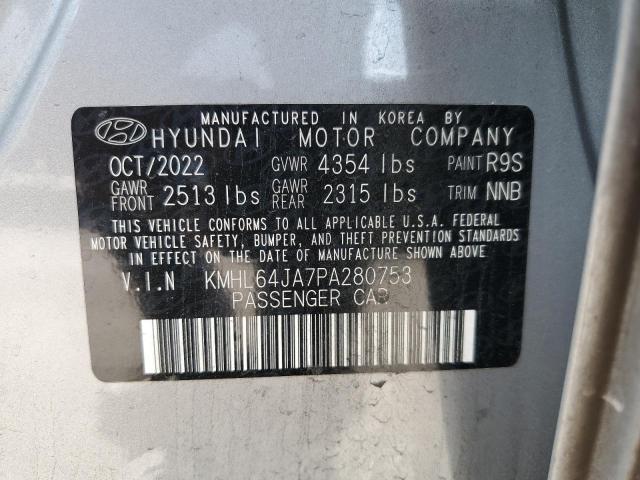 MANUFACTURED IN KOREA BY
HYUNDAI MOTOR COMPANY
OCT/2022 GVWR 4354 lbs PAINT R9S
GAWR FRONT 2513 lbs GAWR REAR 2315 lbs TRIM NNB
THIS VEHICLE CONFORMS TO ALL APPLICABLE U.S.A. FEDERAL
MOTOR VEHICLE SAFETY, BUMPER, AND THEFT PREVENTION STANDARDS
IN EFFECT ON THE DATE OF MANUFACTURE SHOWN ABOVE
V.I.N KMHL64JA7PA280753
PASSENGER CAR